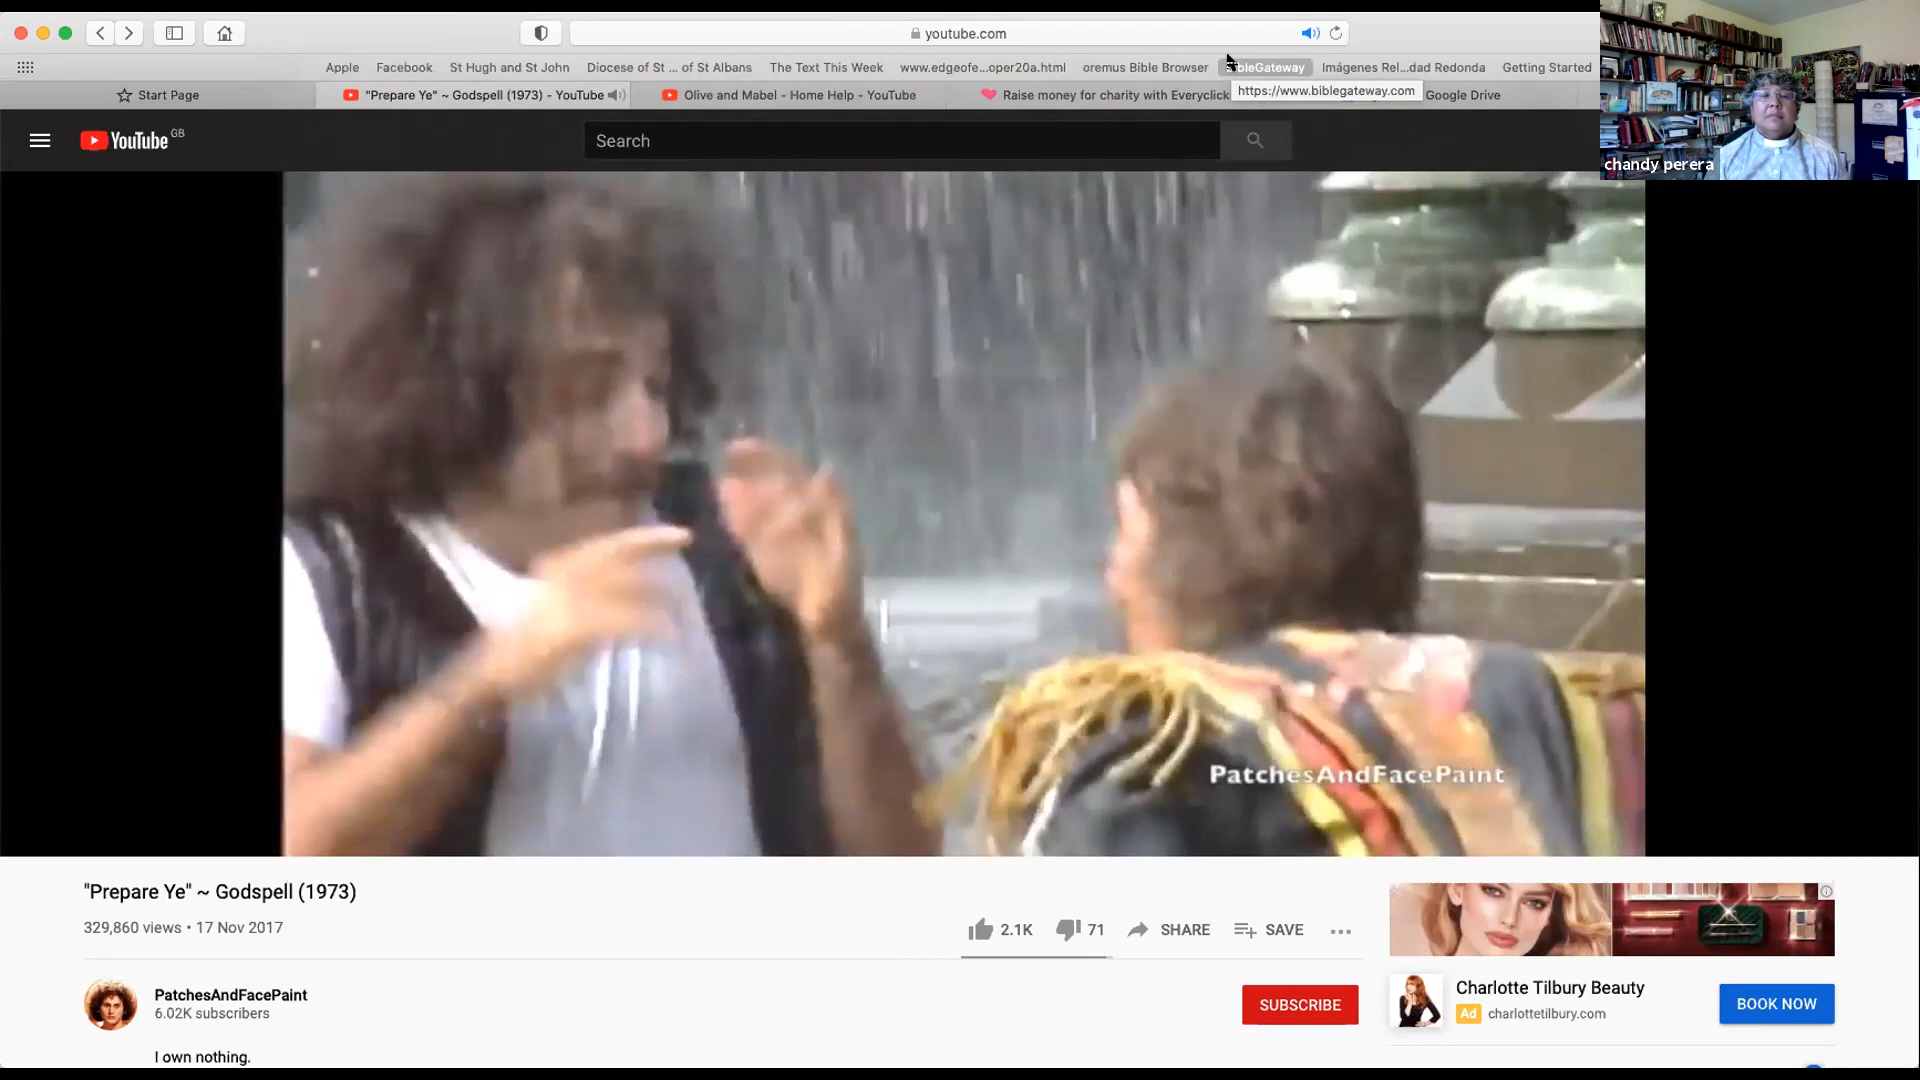 youtube.com
Apple
Facebook
St Hugh and St John
Diocese of St ... of St Albans
The Text This Week
www.edgeofe...oper20a.html
oremus Bible Browser
BibleGateway
Imágenes Rel...dad Redonda
Getting Started
Start Page
"Prepare Ye" ~ Godspell (1973) - YouTube
Olive and Mabel - Home Help - YouTube
Raise money for charity with Everyclick
https://www.biblegateway.com
Google Drive
YouTube GB
Search
chandy perera
PatchesAndFacePaint
"Prepare Ye" ~ Godspell (1973)
329,860 views • 17 Nov 2017
2.1K
71
SHARE
SAVE
PatchesAndFacePaint
6.02K subscribers
SUBSCRIBE
I own nothing.
Charlotte Tilbury Beauty
Ad chariottetilbury.com
BOOK NOW